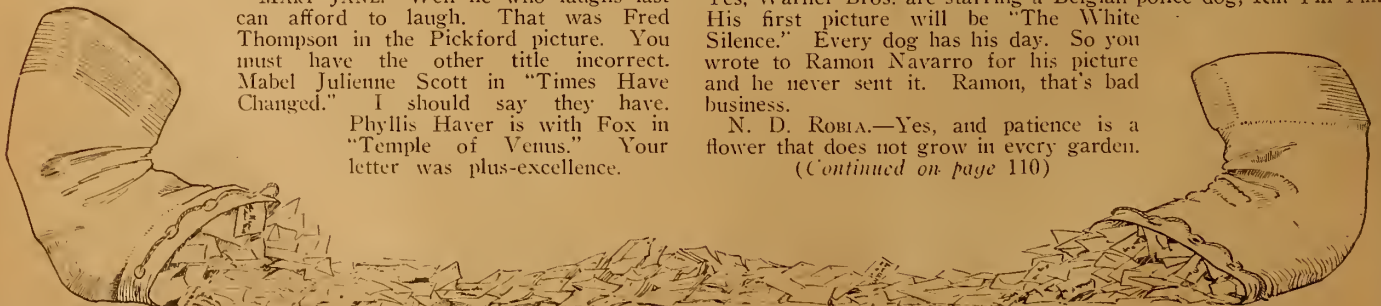 can afford to laugh. That was Fred
Thompson in the Pickford picture. You
must have the other title incorrect.
Mabel Julienne Scott in "Times Have
Changed." I should say they have.
Phyllis Haver is with Fox in
"Temple of Venus." Your
letter was plus-excellence.
His first picture will be "The White
Silence." Every dog has his day. So you
wrote to Ramon Navarro for his picture
and he never sent it. Ramon, that's bad
business.
N. D. ROBIA.—Yes, and patience is a
flower that does not grow in every garden.
(Continued on page 110)